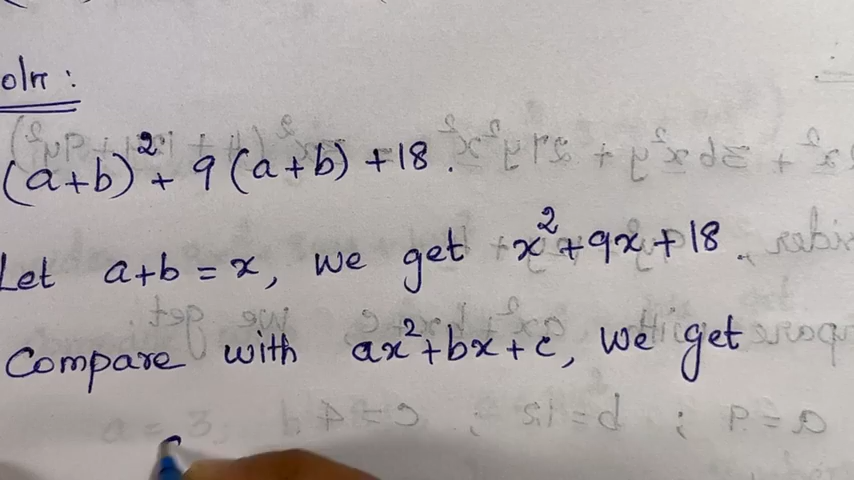 oln :
(a+b)² + 9 (a+b) + 18 .
Let a+b = x, we get x² + 9x + 18 .
Compare with ax² + bx + c, we get